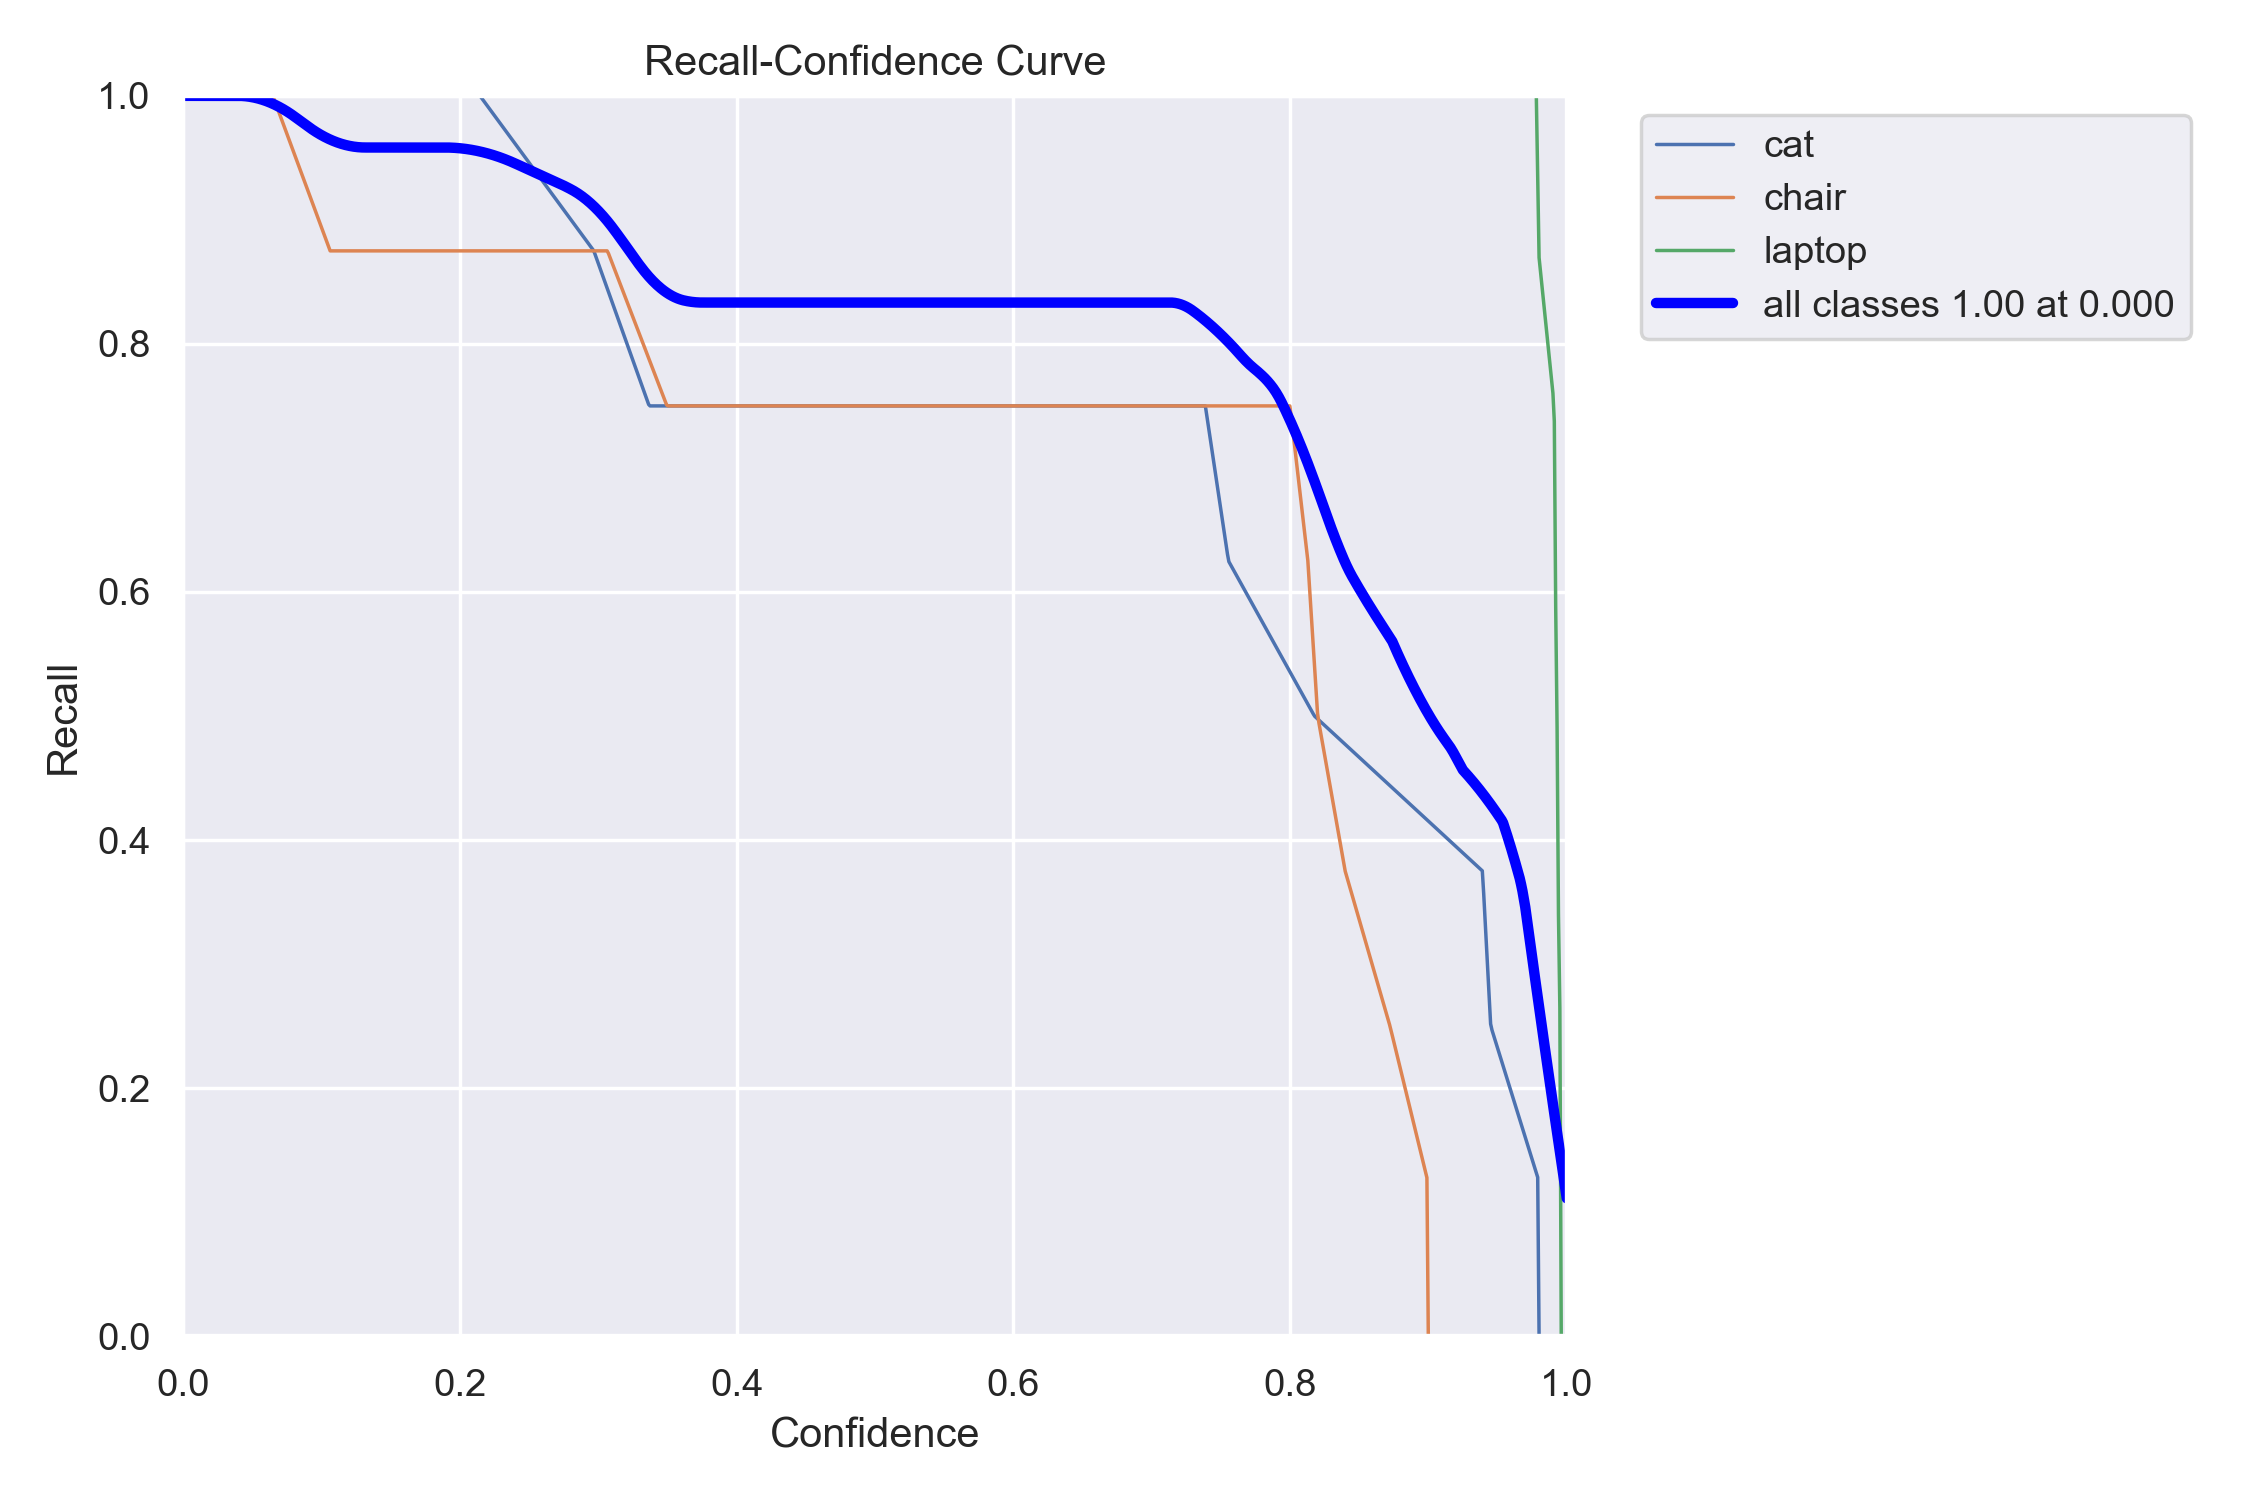 Recall-Confidence Curve
1.0
0.8
0.6
0.4
0.2
0.0
Recall
0.0 0.2 0.4 0.6 0.8 1.0
Confidence
cat
chair
laptop
all classes 1.00 at 0.000